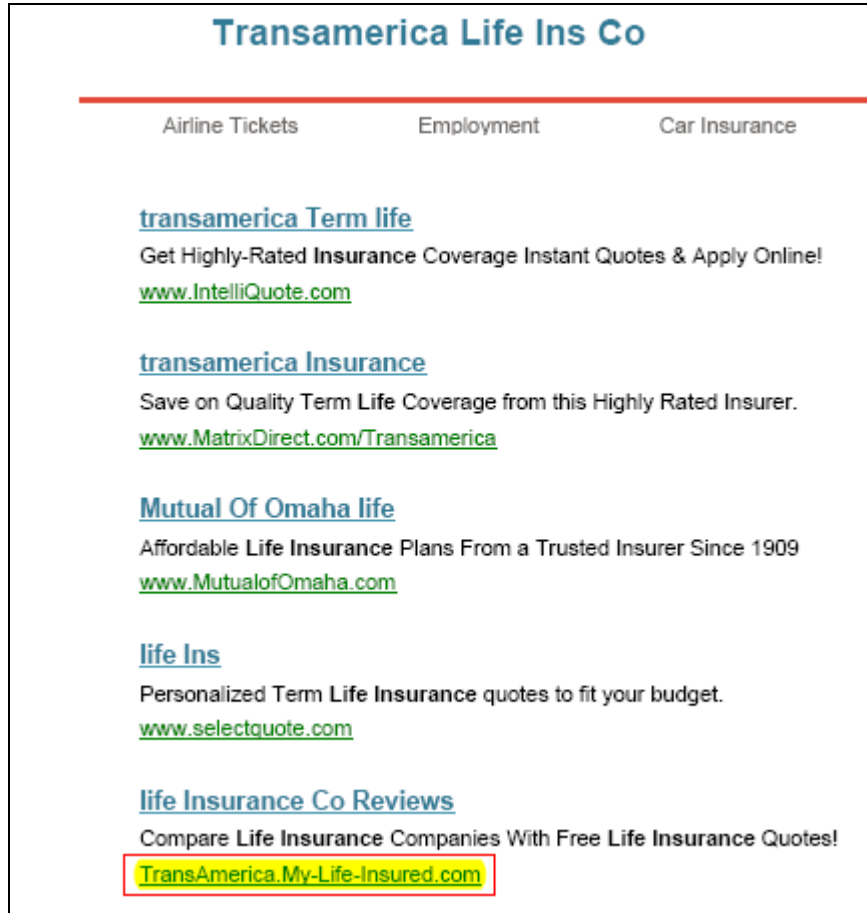 Transamerica Life Ins Co
Airline Tickets Employment Car Insurance
transamerica Term life
Get Highly-Rated Insurance Coverage Instant Quotes & Apply Online!
www.IntelliQuote.com
transamerica Insurance
Save on Quality Term Life Coverage from this Highly Rated Insurer.
www.MatrixDirect.com/Transamerica
Mutual Of Omaha life
Affordable Life Insurance Plans From a Trusted Insurer Since 1909
www.MutualofOmaha.com
life Ins
Personalized Term Life Insurance quotes to fit your budget.
www.selectquote.com
life Insurance Co Reviews
Compare Life Insurance Companies With Free Life Insurance Quotes!
TransAmerica.My-Life-Insured.com